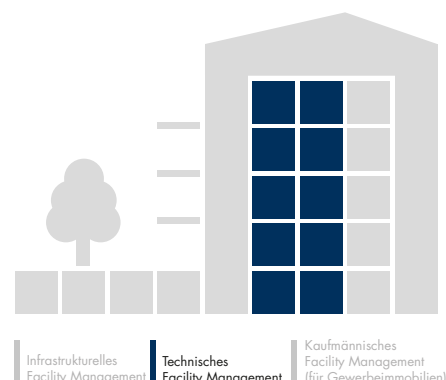 Infrastrukturelles
Facility Management
Technisches
Facility Management
Kaufmännisches
Facility Management
(für Gewerbeimmobilien)